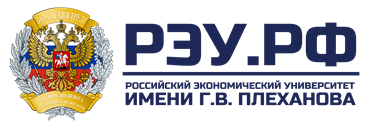 РЭУ.РФ
РОССИЙСКИЙ ЭКОНОМИЧЕСКИЙ УНИВЕРСИТЕТ
ИМЕНИ Г.В. ПЛЕХАНОВА